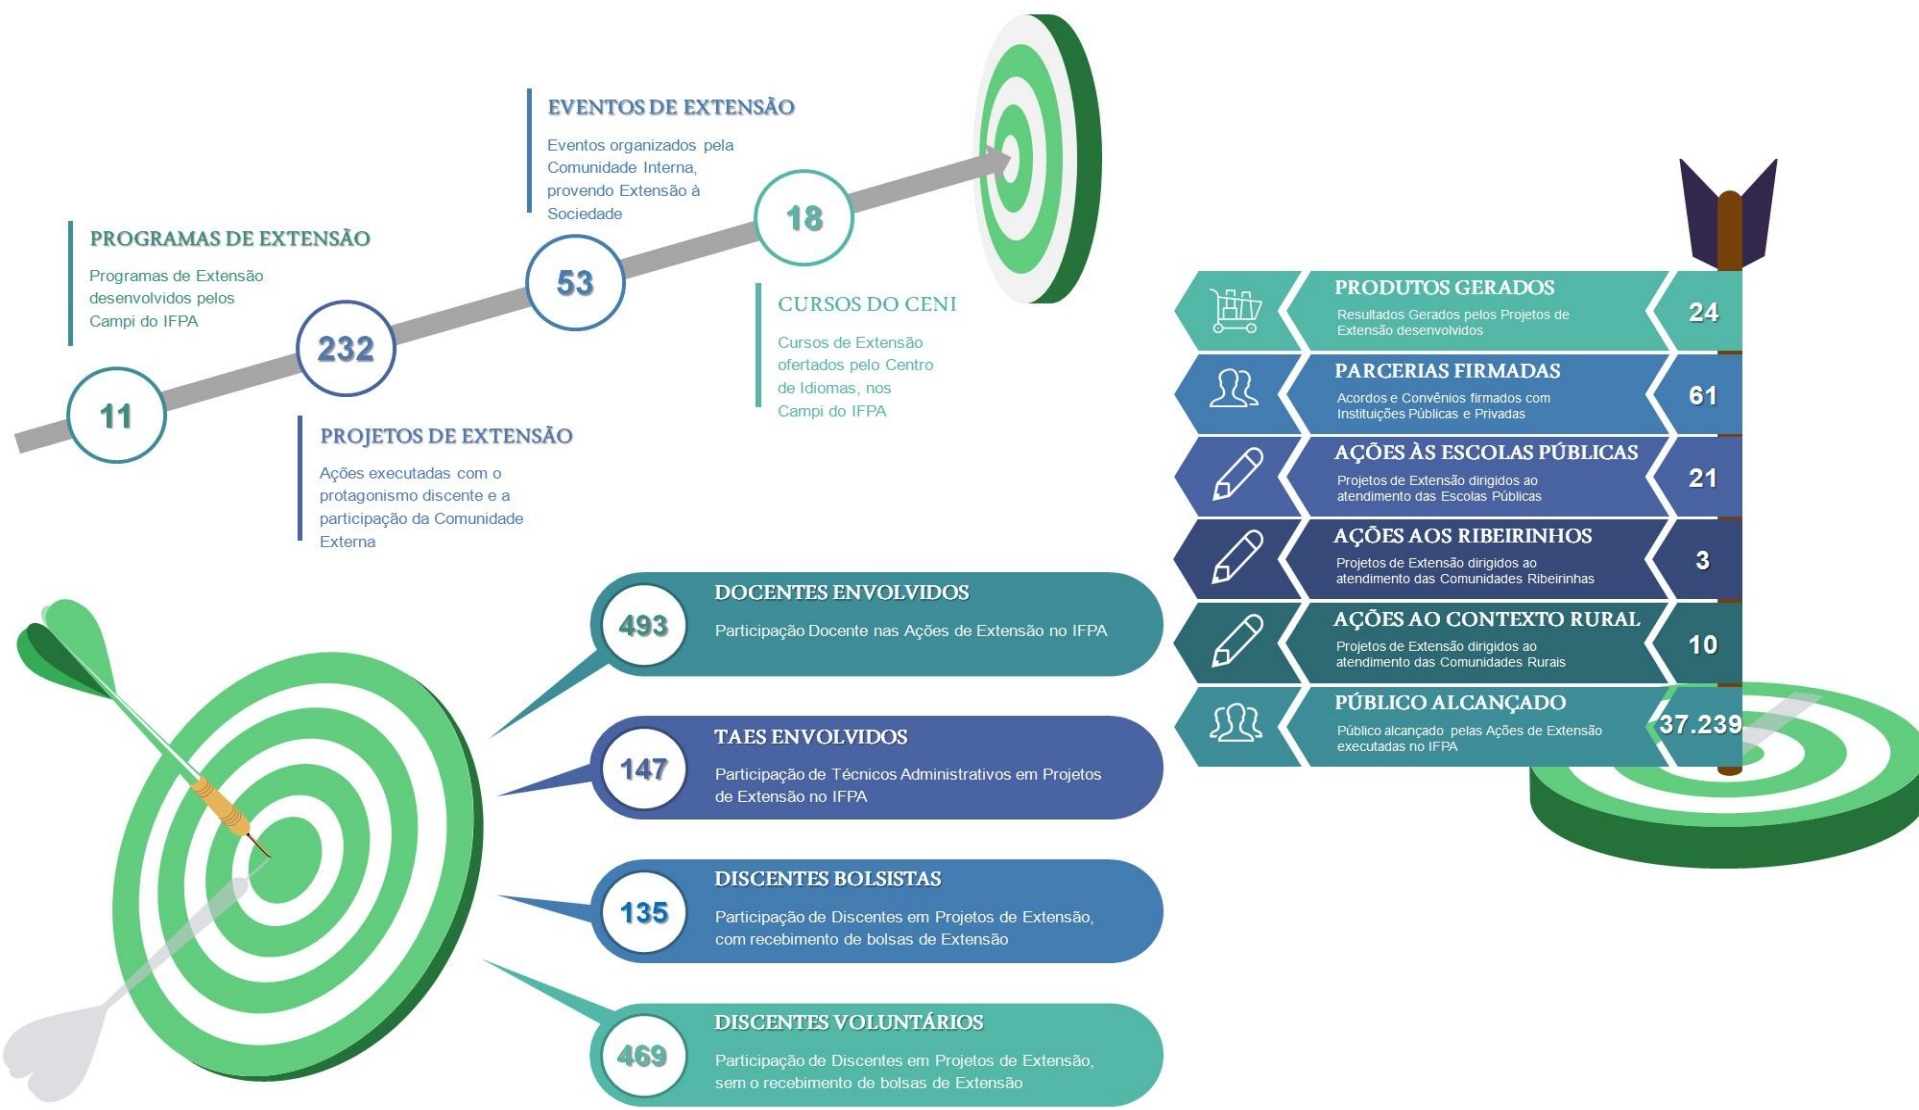 EVENTOS DE EXTENSÃO
Eventos organizados pela
Comunidade Interna,
provendo Extensão à
Sociedade
53
18
PROGRAMAS DE EXTENSÃO
Programas de Extensão
desenvolvidos pelos
Campi do IFPA
11
232
PROJETOS DE EXTENSÃO
Ações executadas com o
protagonismo discente e a
participação da Comunidade
Externa
CURSOS DO CENI
Cursos de Extensão
ofertados pelo Centro
de Idiomas, nos
Campi do IFPA
PRODUTOS GERADOS
Resultados Gerados pelos Projetos de
Extensão desenvolvidos
24
PARCERIAS FIRMADAS
Acordos e Convênios firmados com
Instituições Públicas e Privadas
61
AÇÕES ÀS ESCOLAS PÚBLICAS
Projetos de Extensão dirigidos ao
atendimento das Escolas Públicas
21
AÇÕES AOS RIBEIRINHOS
Projetos de Extensão dirigidos ao
atendimento das Comunidades Ribeirinhas
3
AÇÕES AO CONTEXTO RURAL
Projetos de Extensão dirigidos ao
atendimento das Comunidades Rurais
10
PÚBLICO ALCANÇADO
Público alcançado pelas Ações de Extensão
executadas no IFPA
37.239
493
DOCENTES ENVOLVIDOS
Participação Docente nas Ações de Extensão no IFPA
147
TAES ENVOLVIDOS
Participação de Técnicos Administrativos em Projetos
de Extensão no IFPA
135
DISCENTES BOLSISTAS
Participação de Discentes em Projetos de Extensão,
com recebimento de bolsas de Extensão
469
DISCENTES VOLUNTÁRIOS
Participação de Discentes em Projetos de Extensão,
sem o recebimento de bolsas de Extensão